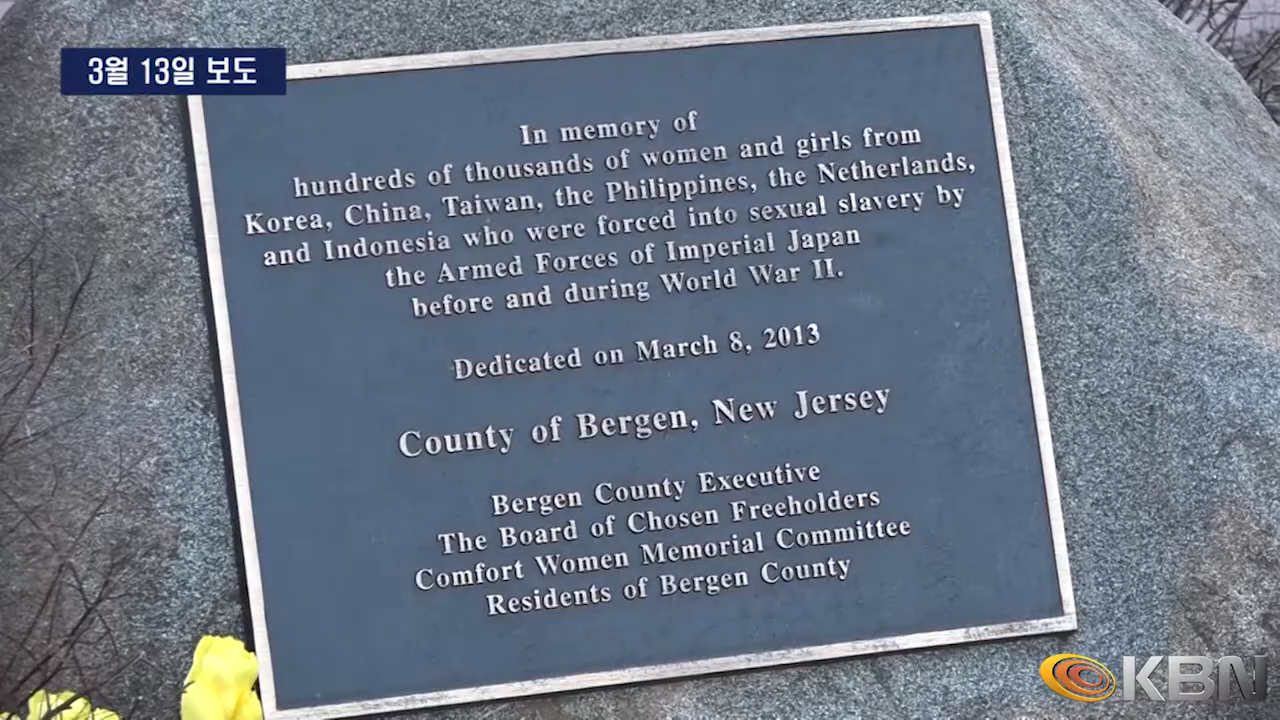 3월 13일 보도
In memory of
hundreds of thousands of women and girls from
Korea, China, Taiwan, the Philippines, the Netherlands,
and Indonesia who were forced into sexual slavery by
the Armed Forces of Imperial Japan
before and during World War II.
Dedicated on March 8, 2013
County of Bergen, New Jersey
Bergen County Executive
The Board of Chosen Freeholders
Comfort Women Memorial Committee
Residents of Bergen County
KBN